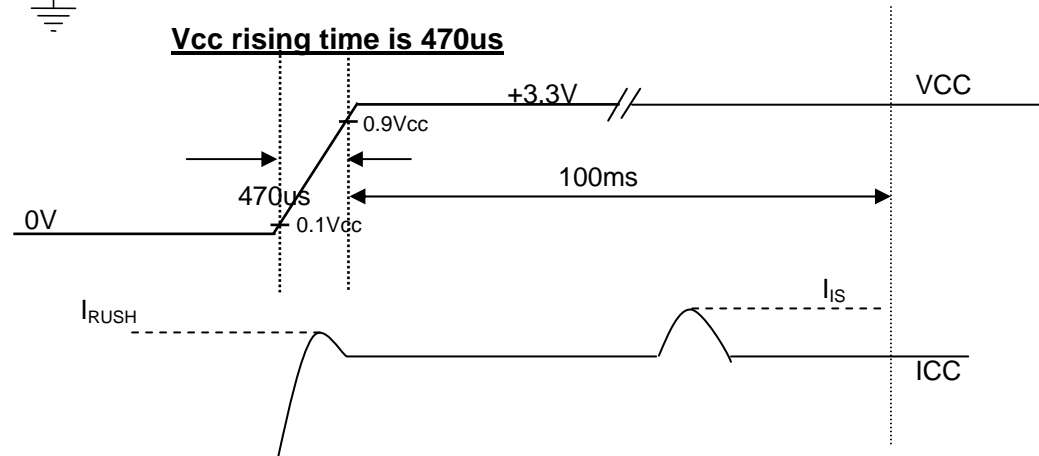 Vcc rising time is 470us
+3.3V
VCC
0.9Vcc
470us
100ms
0V
0.1Vcc
IRUSH
IIS
ICC